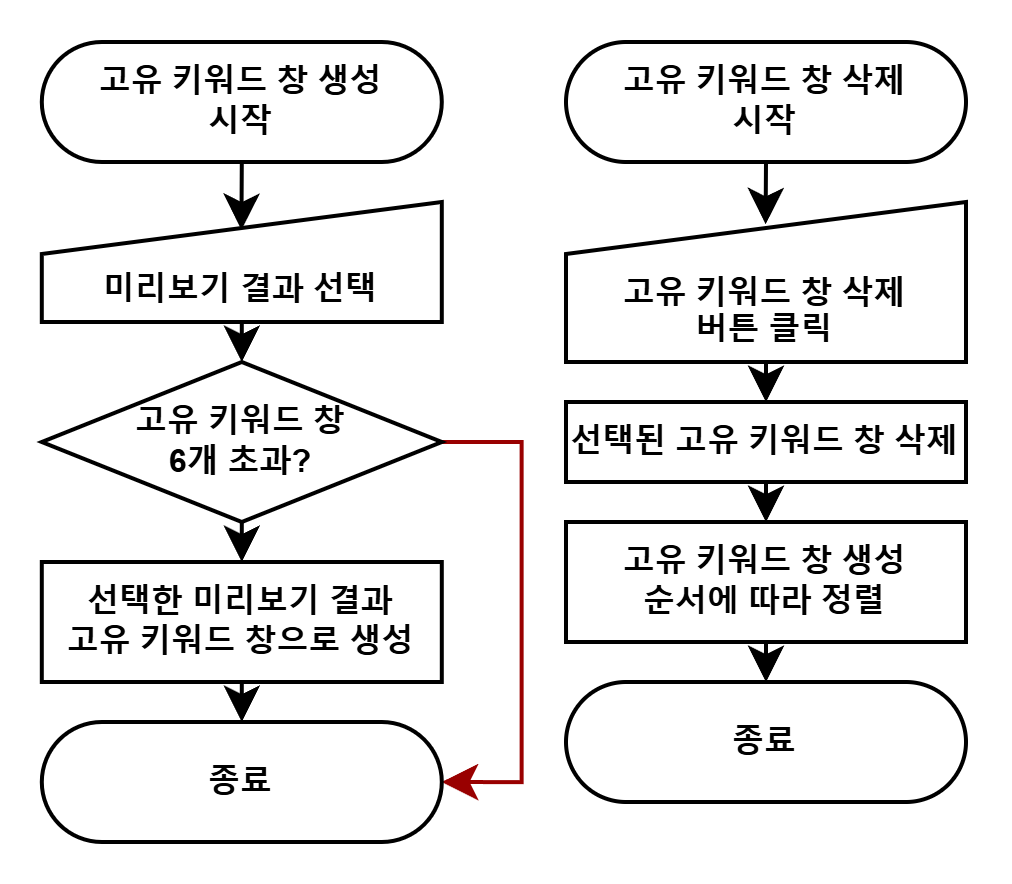 고유 키워드 창 생성
시작
미리보기 결과 선택
고유 키워드 창
6개 초과?
선택한 미리보기 결과
고유 키워드 창으로 생성
종료
고유 키워드 창 삭제
시작
고유 키워드 창 삭제
버튼 클릭
선택된 고유 키워드 창 삭제
고유 키워드 창 생성
순서에 따라 정렬
종료